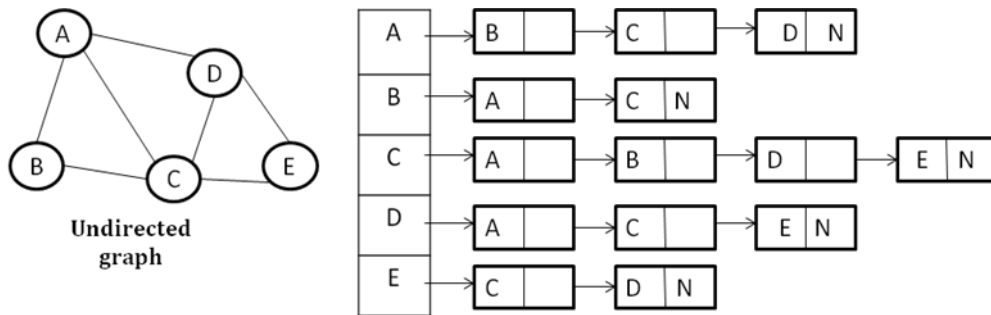 A
D
B
C
E
Undirected
graph
A B C D N
B A C N
C A B D E N
D A C E N
E C D N